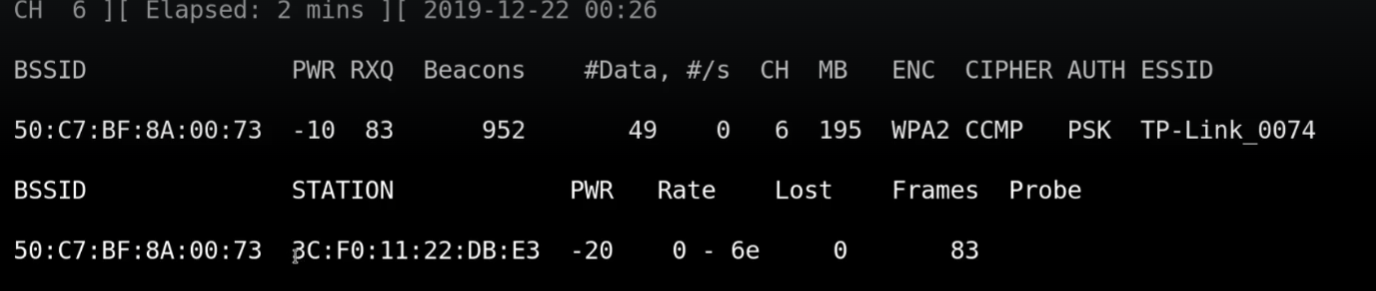 CH 6 ][ Elapsed: 2 mins ][ 2019-12-22 00:26
BSSID PWR RXQ Beacons #Data, #/s CH MB ENC CIPHER AUTH ESSID
50:C7:BF:8A:00:73 -10 83 952 49 0 6 195 WPA2 CCMP PSK TP-Link_0074
BSSID STATION PWR Rate Lost Frames Probe
50:C7:BF:8A:00:73 3C:F0:11:22:DB:E3 -20 0 - 6e 0 83